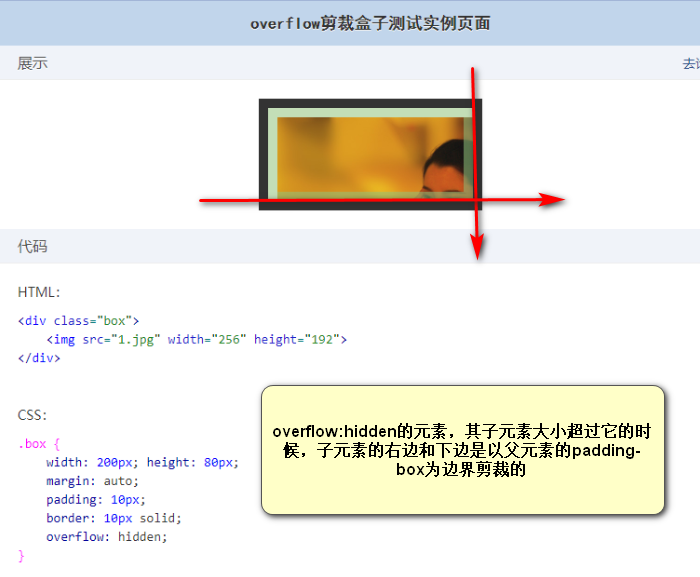 overflow剪裁盒子测试实例页面
展示
代码
HTML:
<div class="box">
    <img src="1.jpg" width="256" height="192">
</div>
CSS:
.box {
    width: 200px; height: 80px;
    margin: auto;
    padding: 10px;
    border: 10px solid;
    overflow: hidden;
}
overflow:hidden的元素，其子元素大小超过它的时
候，子元素的右边和下边是以父元素的padding-
box为边界剪裁的